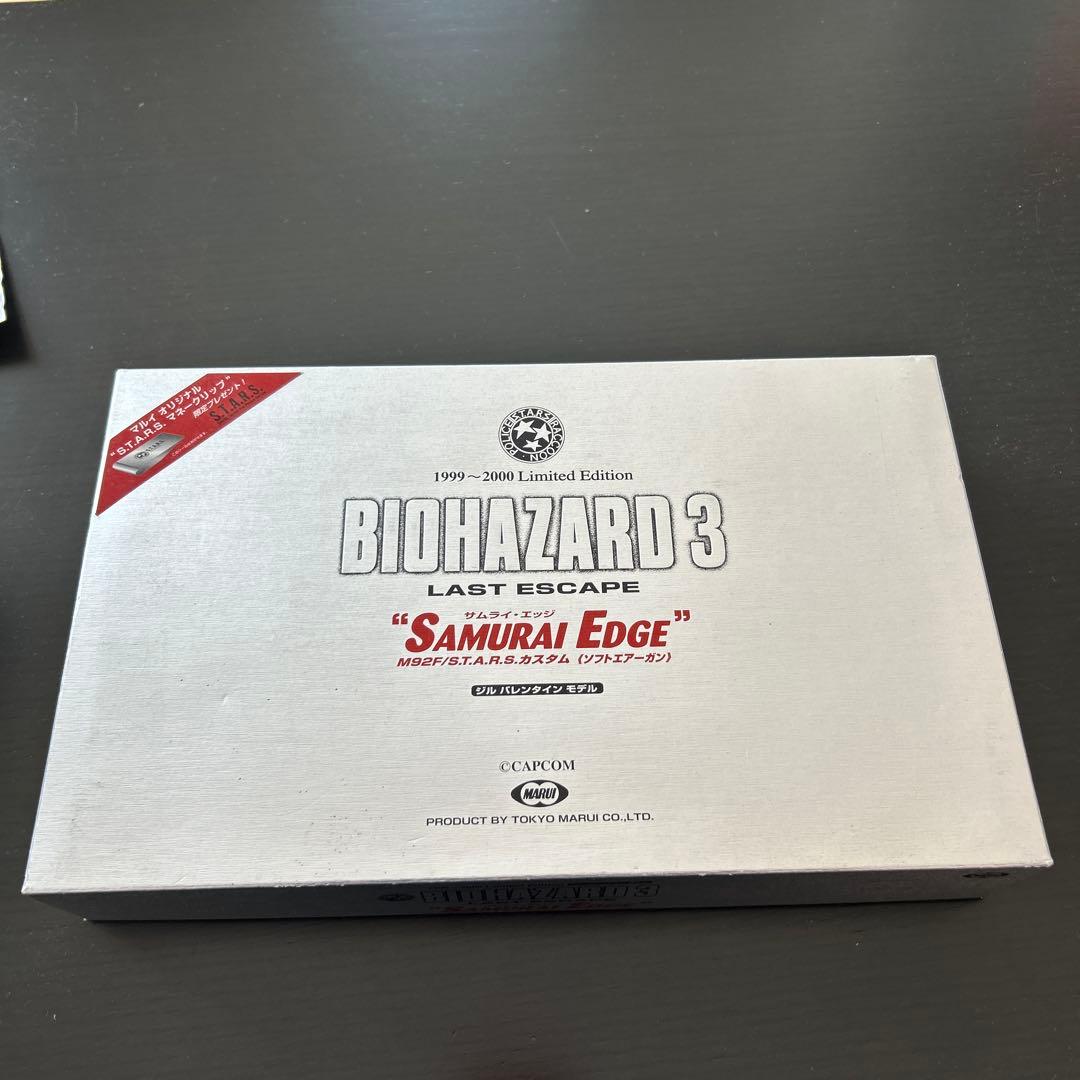 マルイ オリジナル
"S.T.A.R.S. マネークリップ"
限定プレゼント!
S.T.A.R.S.
POLICE S.T.A.R.S. RACCOON
1999～2000 Limited Edition
BIOHAZARD 3
LAST ESCAPE
サムライ・エッジ
"SAMURAI EDGE"
M92F/S.T.A.R.S.カスタム（ソフトエアーガン）
ジル バレンタイン モデル
©CAPCOM
MARUI
PRODUCT BY TOKYO MARUI CO.,LTD.
BIOHAZARD 3
"SAMURAI EDGE"